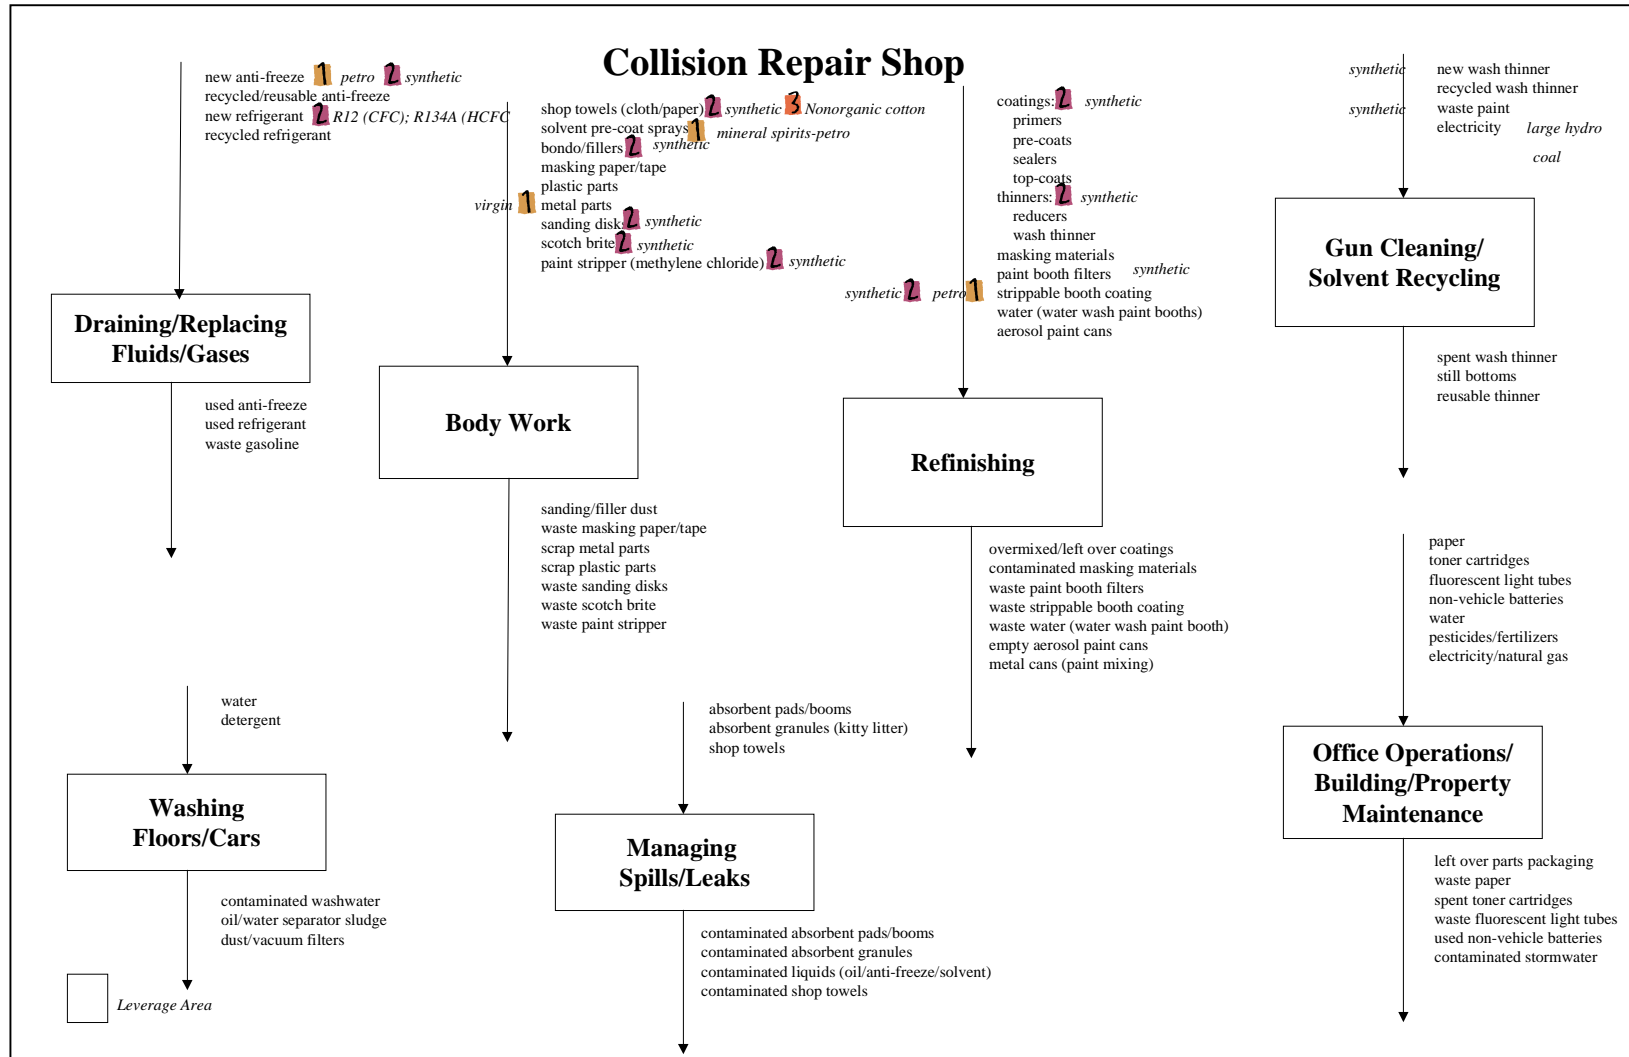 Collision Repair Shop
new anti-freeze 1 petro 2 synthetic
recycled/reusable anti-freeze
new refrigerant 2 R12 (CFC); R134A (HCFC
recycled refrigerant
Draining/Replacing
Fluids/Gases
used anti-freeze
used refrigerant
waste gasoline
shop towels (cloth/paper) 2 synthetic 3 Nonorganic cotton
solvent pre-coat sprays 1 mineral spirits-petro
bondo/fillers 2 synthetic
masking paper/tape
plastic parts
virgin 1 metal parts
sanding disks 2 synthetic
scotch brite 2 synthetic
paint stripper (methylene chloride) 2 synthetic
Body Work
sanding/filler dust
waste masking paper/tape
scrap metal parts
scrap plastic parts
waste sanding disks
waste scotch brite
waste paint stripper
coatings: 2 synthetic
primers
pre-coats
sealers
top-coats
thinners: 2 synthetic
reducers
wash thinner
masking materials
paint booth filters synthetic
synthetic 2 petro 1 strippable booth coating
water (water wash paint booths)
aerosol paint cans
Refinishing
overmixed/left over coatings
contaminated masking materials
waste paint booth filters
waste strippable booth coating
waste water (water wash paint booth)
empty aerosol paint cans
metal cans (paint mixing)
synthetic new wash thinner
recycled wash thinner
synthetic waste paint
electricity large hydro
coal
Gun Cleaning/
Solvent Recycling
spent wash thinner
still bottoms
reusable thinner
water
detergent
Washing
Floors/Cars
contaminated washwater
oil/water separator sludge
dust/vacuum filters
absorbent pads/booms
absorbent granules (kitty litter)
shop towels
Managing
Spills/Leaks
contaminated absorbent pads/booms
contaminated absorbent granules
contaminated liquids (oil/anti-freeze/solvent)
contaminated shop towels
paper
toner cartridges
fluorescent light tubes
non-vehicle batteries
water
pesticides/fertilizers
electricity/natural gas
Office Operations/
Building/Property
Maintenance
left over parts packaging
waste paper
spent toner cartridges
waste fluorescent light tubes
used non-vehicle batteries
contaminated stormwater
Leverage Area